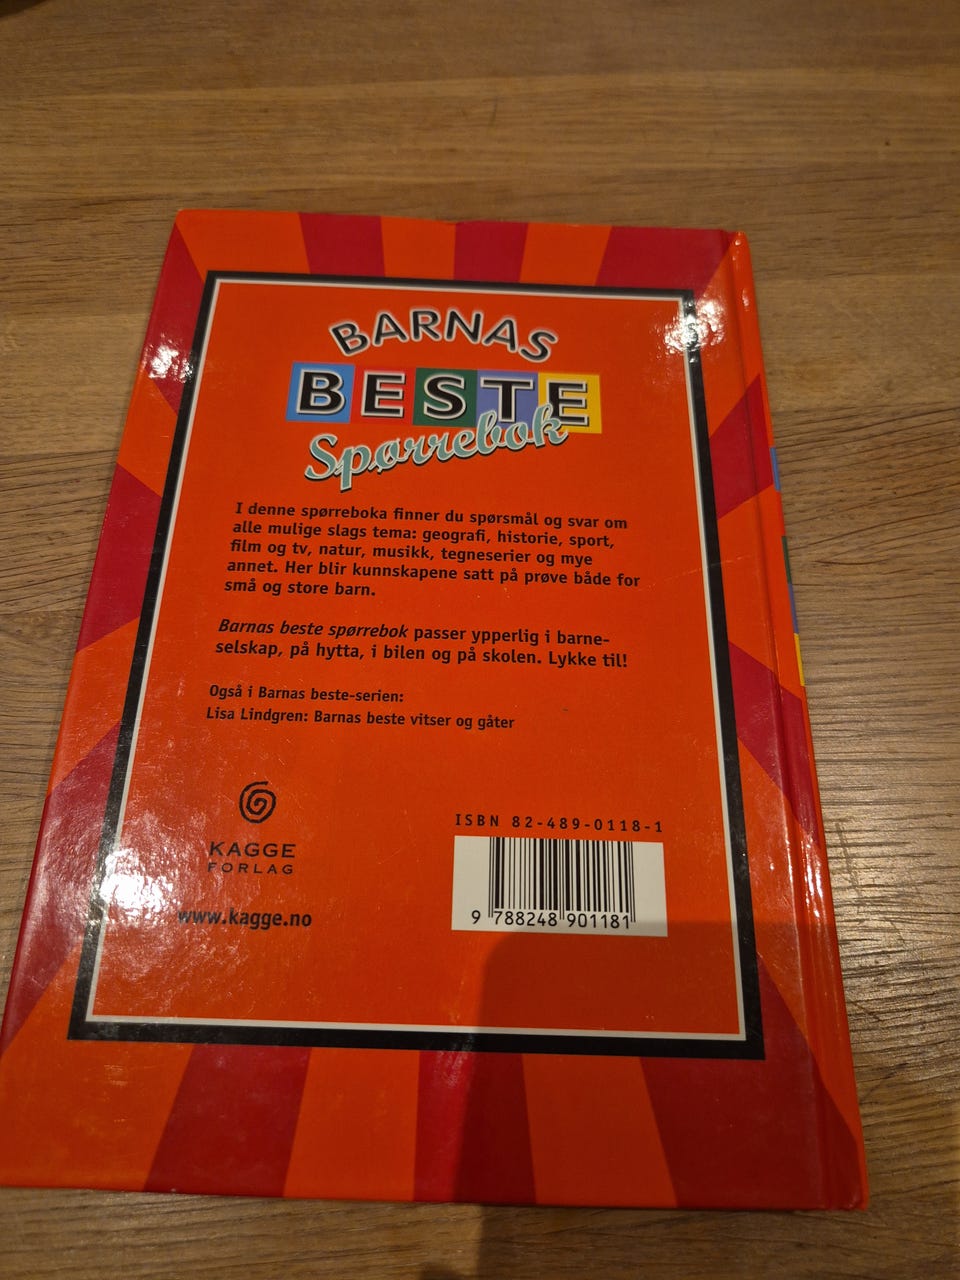 BARNAS
BESTE
Spørrebok
I denne spørreboka finner du spørsmål og svar om
alle mulige slags tema: geografi, historie, sport,
film og tv, natur, musikk, tegneserier og mye
annet. Her blir kunnskapene satt på prøve både for
små og store barn.
Barnas beste spørrebok passer ypperlig i barne-
selskap, på hytta, i bilen og på skolen. Lykke til!
Også i Barnas beste-serien:
Lisa Lindgren: Barnas beste vitser og gåter
KAGGE
FORLAG
www.kagge.no
ISBN 82-489-0118-1
9 788248 901181